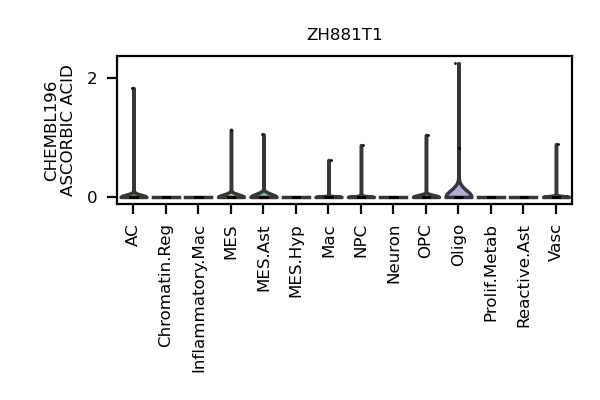 ZH881T1
CHEMBL196
ASCORBIC ACID
2
0
AC
Chromatin.Reg
Inflammatory.Mac
MES
MES.Ast
MES.Hyp
Mac
NPC
Neuron
OPC
Oligo
Prolif.Metab
Reactive.Ast
Vasc